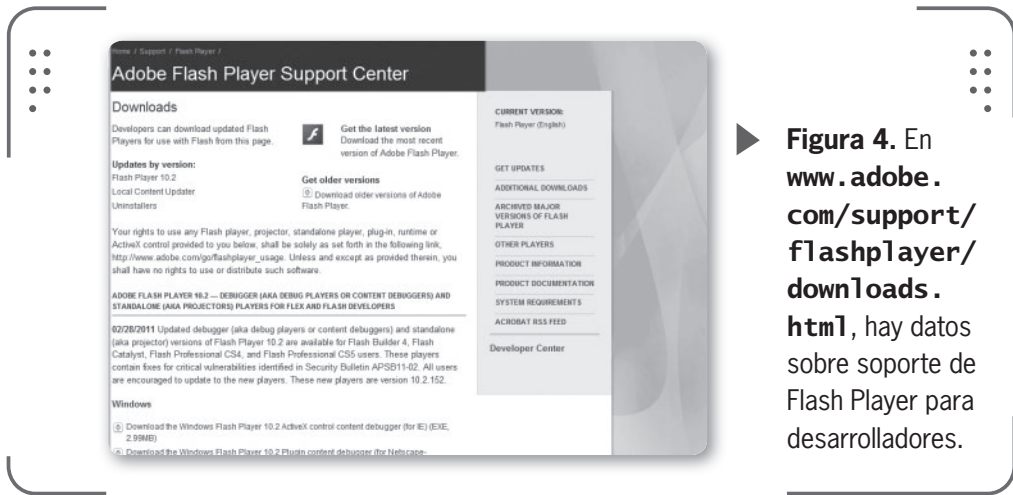 Home / Support / Flash Player /
Adobe Flash Player Support Center
Downloads
Developers can download updated Flash
Players for use with Flash from this page.
Updates by version:
Flash Player 10.2
Local Content Updater
Uninstallers
Get the latest version
Download the most recent
version of Adobe Flash Player.
Get older versions
Download older versions of Adobe
Flash Player.
Your rights to use any Flash player, projector, standalone player, plug-in, runtime or
ActiveX control provided to you below, shall be solely as set forth in the following link,
http://www.adobe.com/go/flashplayer_usage. Unless and except as provided therein, you
shall have no rights to use or distribute such software.
ADOBE FLASH PLAYER 10.2 — DEBUGGER (AKA DEBUG PLAYERS OR CONTENT DEBUGGERS) AND
STANDALONE (AKA PROJECTORS) PLAYERS FOR FLEX AND FLASH DEVELOPERS
02/28/2011 Updated debugger (aka debug players or content debuggers) and standalone
(aka projector) versions of Flash Player 10.2 are available for Flash Builder 4, Flash
Catalyst, Flash Professional CS4, and Flash Professional CS5 users. These players
contain fixes for critical vulnerabilities identified in Security Bulletin APSB11-02. All users
are encouraged to update to the new players. These new players are version 10.2.152.
Windows
Download the Windows Flash Player 10.2 ActiveX control content debugger (for IE) (EXE,
2.99MB)
Download the Windows Flash Player 10.2 Plugin content debugger (for Netscape-
CURRENT VERSION:
Flash Player (English)
GET UPDATES
ADDITIONAL DOWNLOADS
ARCHIVED MAJOR
VERSIONS OF FLASH
PLAYER
OTHER PLAYERS
PRODUCT INFORMATION
PRODUCT DOCUMENTATION
SYSTEM REQUIREMENTS
ACROBAT RSS FEED
Developer Center
Figura 4. En
www.adobe.
com/support/
flashplayer/
downloads.
html, hay datos
sobre soporte de
Flash Player para
desarrolladores.